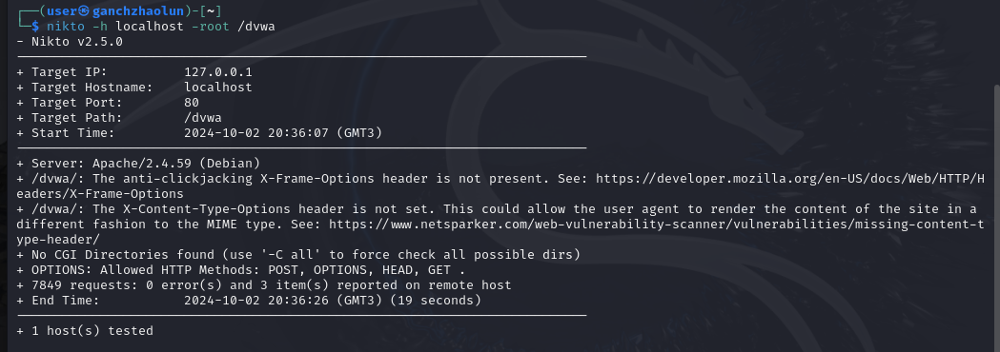 ┌──(user㉿ganchzhaolun)-[~]
└─$ nikto -h localhost -root /dvwa
- Nikto v2.5.0
---------------------------------------------------------------------------
+ Target IP:          127.0.0.1
+ Target Hostname:    localhost
+ Target Port:        80
+ Target Path:        /dvwa
+ Start Time:         2024-10-02 20:36:07 (GMT3)
---------------------------------------------------------------------------
+ Server: Apache/2.4.59 (Debian)
+ /dvwa/: The anti-clickjacking X-Frame-Options header is not present. See: https://developer.mozilla.org/en-US/docs/Web/HTTP/H
eaders/X-Frame-Options
+ /dvwa/: The X-Content-Type-Options header is not set. This could allow the user agent to render the content of the site in a
different fashion to the MIME type. See: https://www.netsparker.com/web-vulnerability-scanner/vulnerabilities/missing-content-t
ype-header/
+ No CGI Directories found (use '-C all' to force check all possible dirs)
+ OPTIONS: Allowed HTTP Methods: POST, OPTIONS, HEAD, GET .
+ 7849 requests: 0 error(s) and 3 item(s) reported on remote host
+ End Time:           2024-10-02 20:36:26 (GMT3) (19 seconds)
---------------------------------------------------------------------------
+ 1 host(s) tested